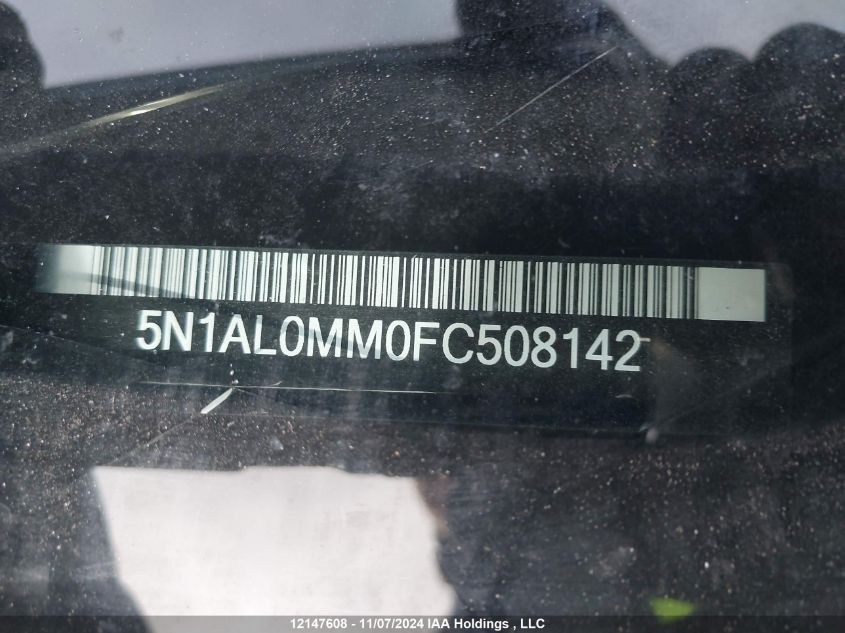 5N1AL0MM0FC508142
12147608 - 11/07/2024 IAA Holdings , LLC